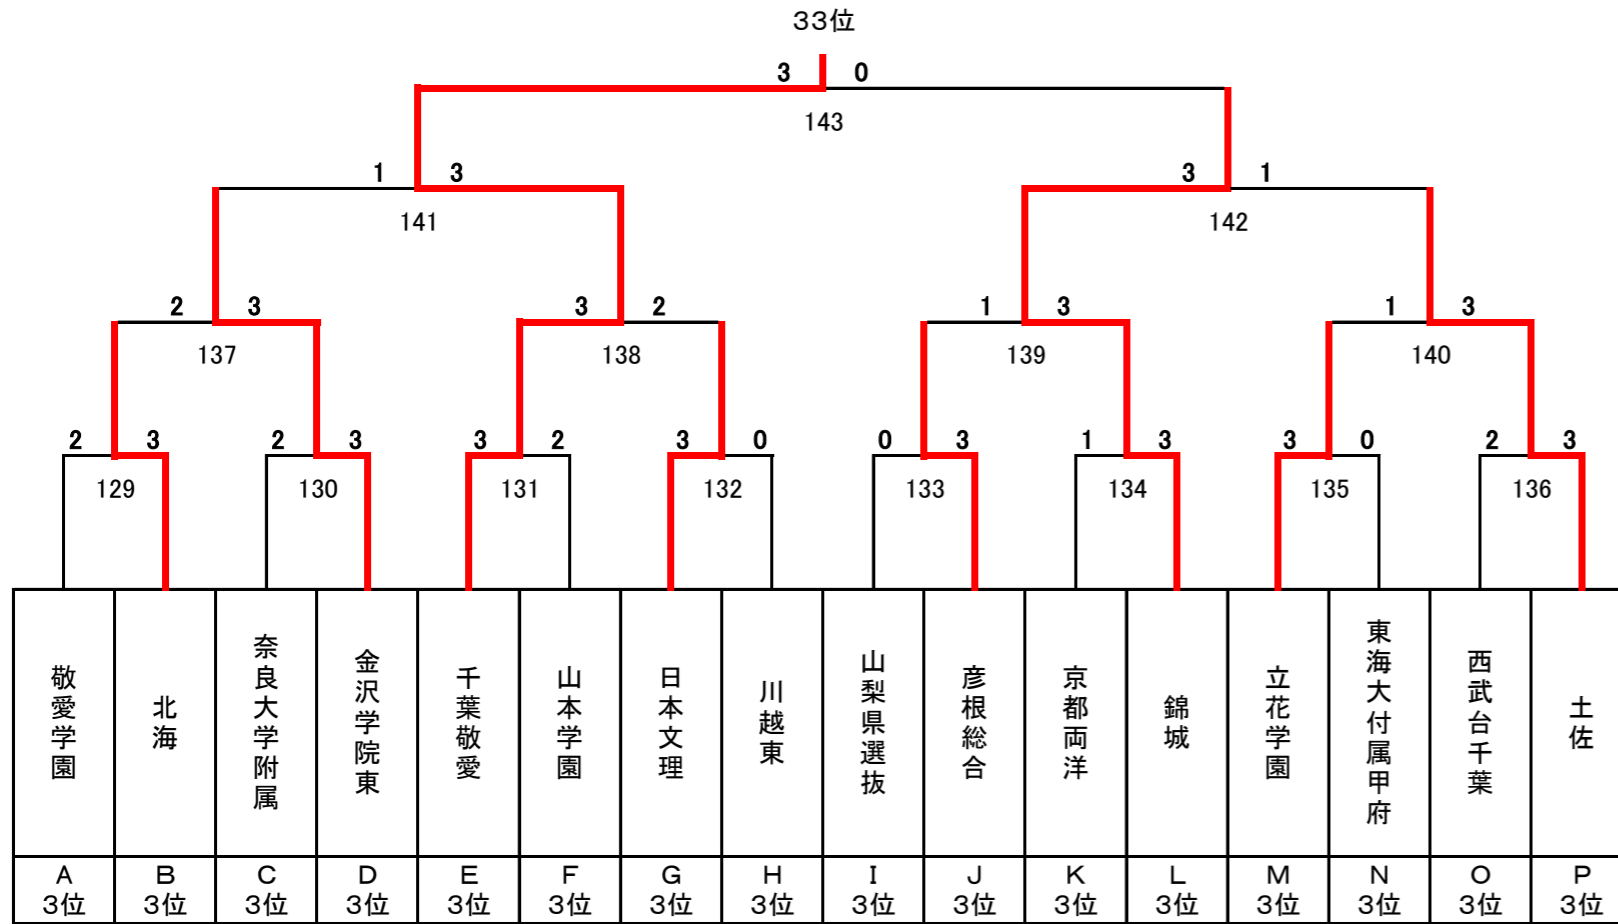 33位
3 0
143
1 3 3 1
141 142
2 3 3 2 1 3 1 3
137 138 139 140
2 3 2 3 3 2 3 0 0 3 1 3 3 0 2 3
129 130 131 132 133 134 135 136
敬愛学園
北海
奈良大学附属
金沢学院東
千葉敬愛
山本学園
日本文理
川越東
山梨県選抜
彦根総合
京都両洋
錦城
立花学園
東海大付属甲府
西武台千葉
土佐
A B C D E F G H I J K L M N O P
3位 3位 3位 3位 3位 3位 3位 3位 3位 3位 3位 3位 3位 3位 3位 3位